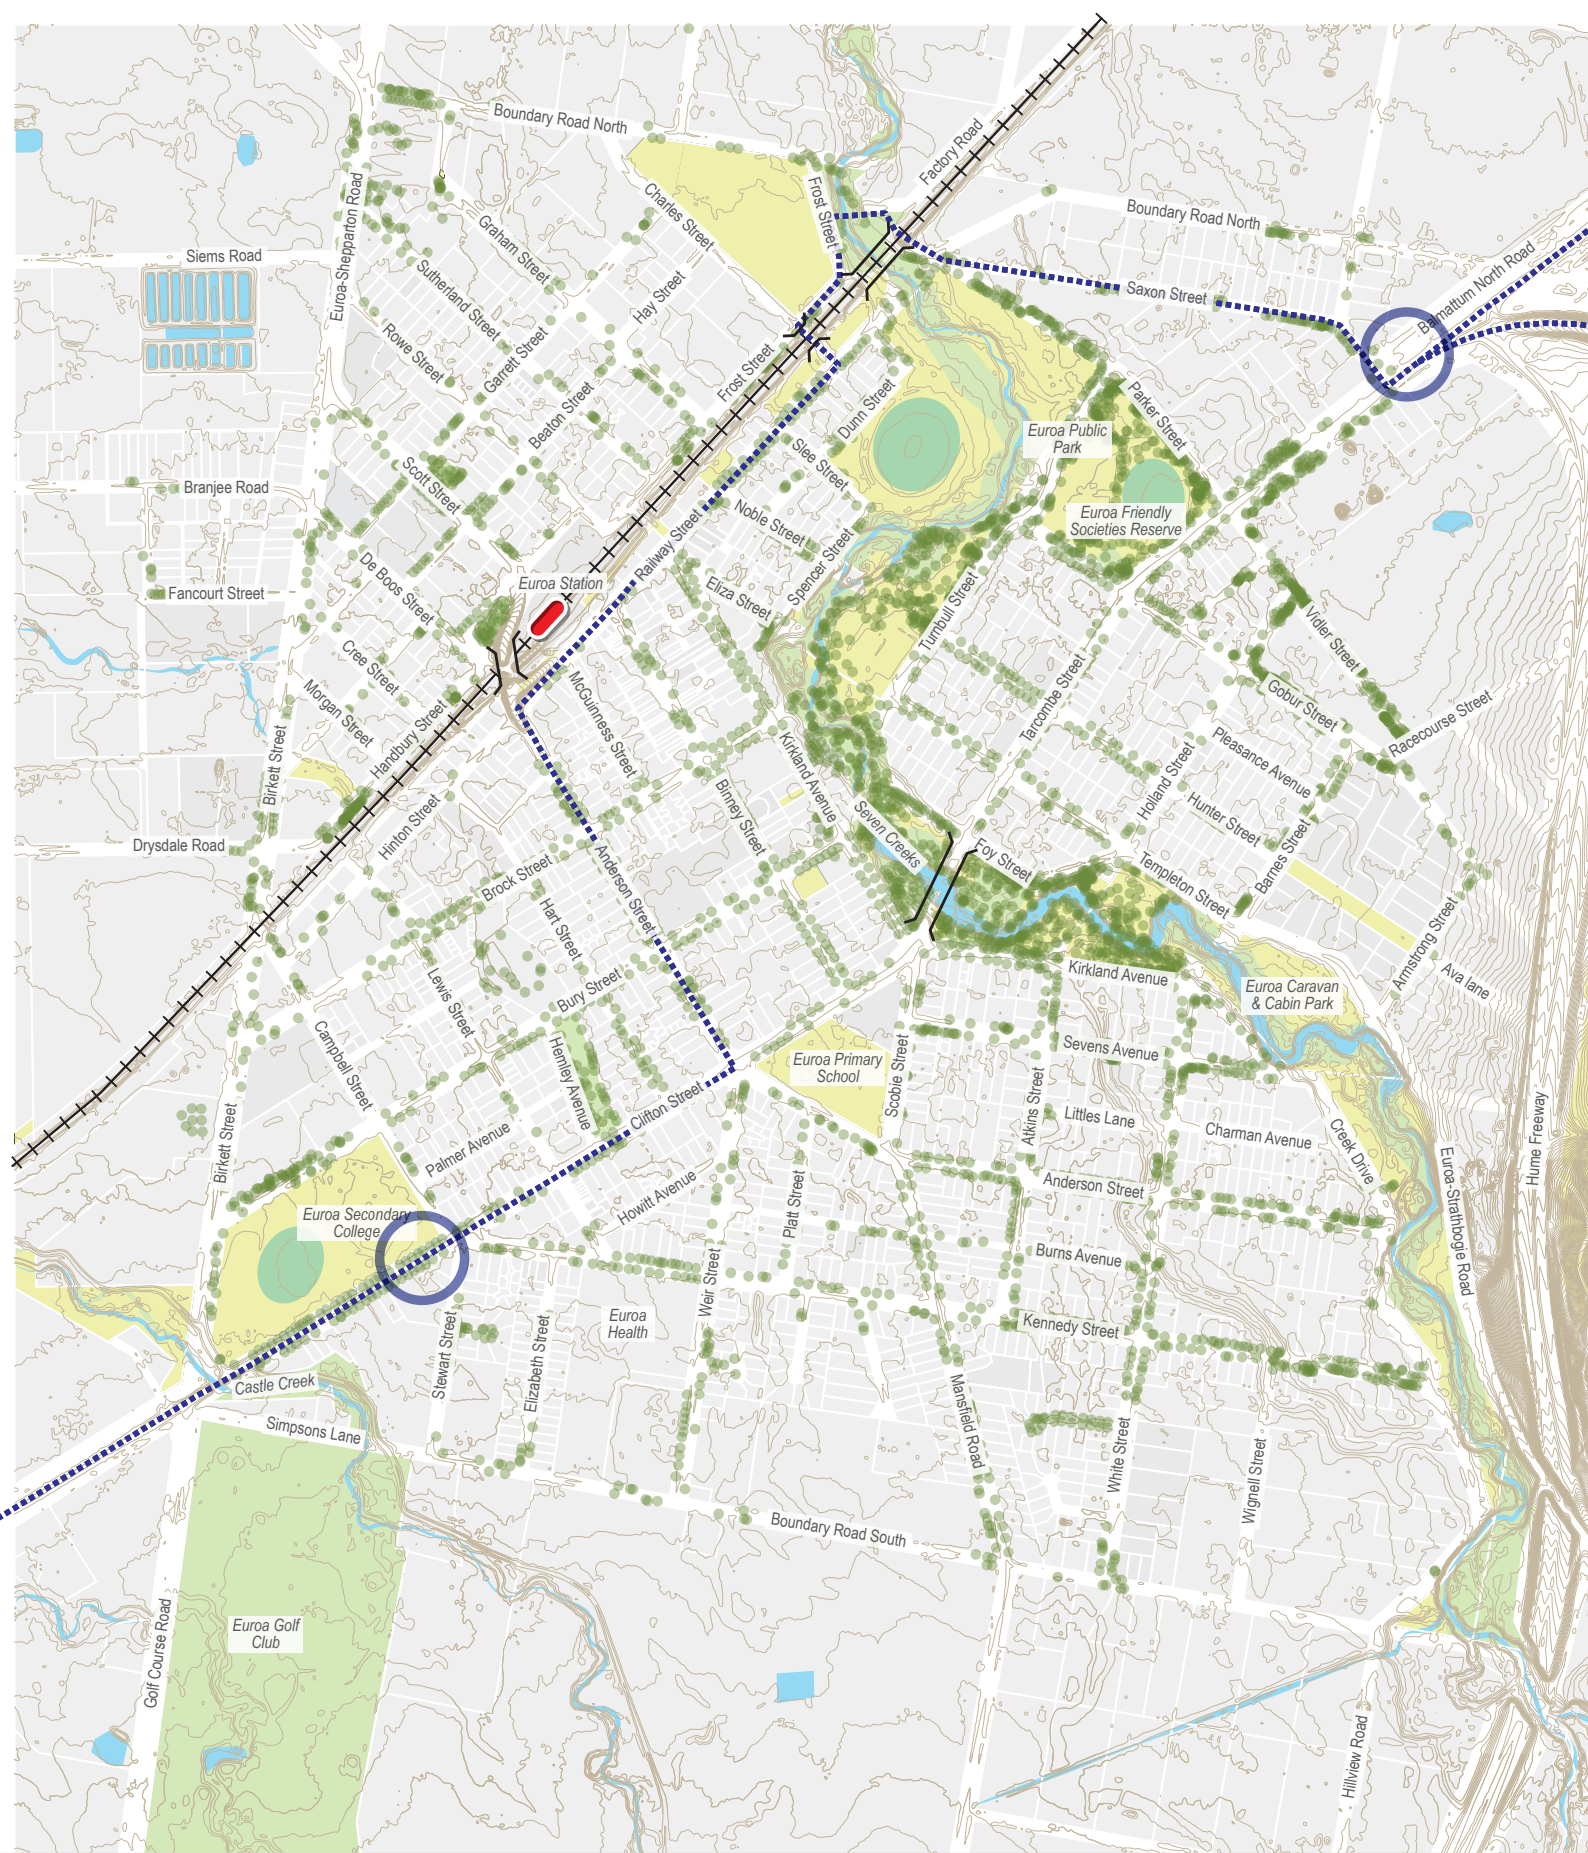 Boundary Road North
Factory Road
Euroa-Shepparton Road
Charles Street
Frost Street
Boundary Road North
Graham Street
Siems Road
Balmattum North Road
Sutherland Street
Hay Street
Saxon Street
Rowe Street
Garrett Street
Frost Street
Dunn Street
Parker Street
Beaton Street
Euroa Public
Park
Slee Street
Scott Street
Branjee Road
Noble Street
Euroa Friendly
Societies Reserve
Railway Street
Spencer Street
De Boos Street
Euroa Station
Fancourt Street
Eliza Street
Turnbull Street
Vidler Street
Cree Street
Tarcombe Street
Morgan Street
Handbury Street
McGuinness Street
Gobur Street
Racecourse Street
Birkett Street
Kirkland Avenue
Pleasance Avenue
Holland Street
Binney Street
Hunter Street
Hinton Street
Seven Creeks
Drysdale Road
Foy Street
Barnes Street
Brock Street
Anderson Street
Templeton Street
Hart Street
Armstrong Street
Lewis Street
Bury Street
Kirkland Avenue
Ava lane
Euroa Caravan
& Cabin Park
Campbell Street
Hemley Avenue
Euroa Primary
School
Scobie Street
Sevens Avenue
Clifton Street
Atkins Street
Littles Lane
Hume Freeway
Birkett Street
Palmer Avenue
Charman Avenue
Creek Drive
Howitt Avenue
Platt Street
Anderson Street
Euroa-Strathbogie Road
Euroa Secondary
College
Burns Avenue
Weir Street
Euroa
Health
Kennedy Street
Stewart Street
Elizabeth Street
Castle Creek
Mansfield Road
Simpsons Lane
White Street
Wignell Street
Boundary Road South
Golf Course Road
Euroa Golf
Club
Hillview Road